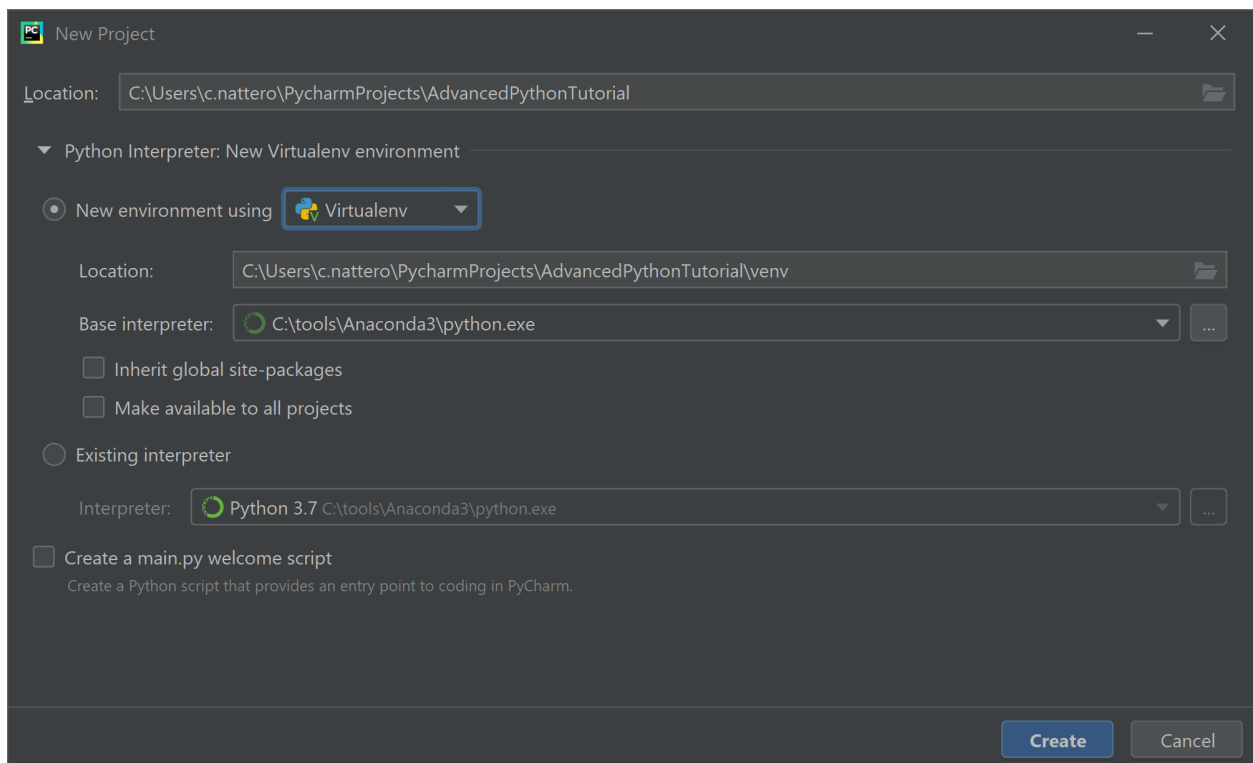 PC
New Project
Location: C:\Users\c.nattero\PycharmProjects\AdvancedPythonTutorial
Python Interpreter: New Virtualenv environment
New environment using Virtualenv
Location: C:\Users\c.nattero\PycharmProjects\AdvancedPythonTutorial\venv
Base interpreter: C:\tools\Anaconda3\python.exe ...
Inherit global site-packages
Make available to all projects
Existing interpreter
Interpreter: Python 3.7 C:\tools\Anaconda3\python.exe ...
Create a main.py welcome script
Create a Python script that provides an entry point to coding in PyCharm.
Create Cancel